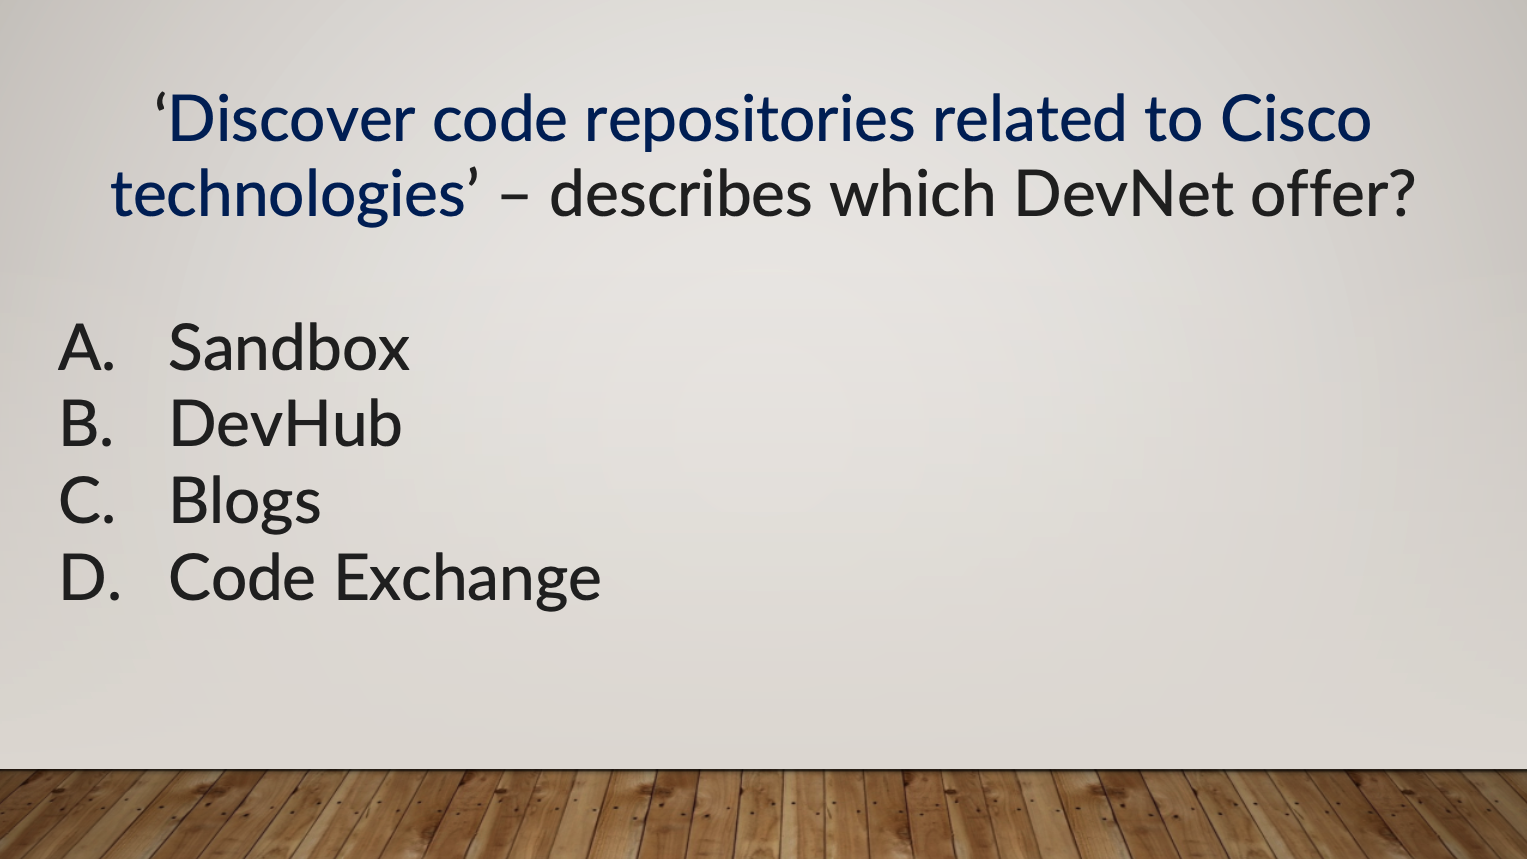 ‘Discover code repositories related to Cisco
technologies’ – describes which DevNet offer?
A. Sandbox
B. DevHub
C. Blogs
D. Code Exchange